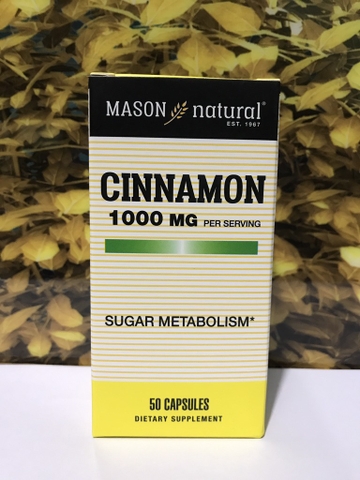 MASON natural®
EST. 1967
CINNAMON
1000 MG PER SERVING
SUGAR METABOLISM*
50 CAPSULES
DIETARY SUPPLEMENT